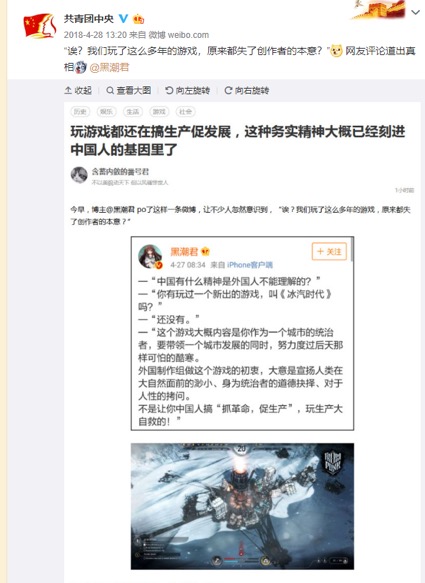 共青团中央
2018-4-28 13:20 来自 微博 weibo.com
“诶？我们玩了这么多年的游戏，原来都失了创作者的本意？” 网友评论道出真
相 @黑潮君
收起 查看大图 向左旋转 向右旋转
历史 娱乐 生活 游戏 社会
玩游戏都还在搞生产促发展，这种务实精神大概已经刻进
中国人的基因里了
1小时前
今早，博主@黑潮君 po了这样一条微博，让不少人忽然意识到，“诶？我们玩了这么多年的游戏，原来都失
了创作者的本意？”
黑潮君
+ 关注
4-27 08:34 来自 iPhone客户端
—“中国有什么精神是外国人不能理解的？”
—“你有玩过一个新出的游戏，叫《冰汽时代》
吗？”
—“还没有。”
—“这个游戏大概内容是你作为一个城市的统治
者，要带领一个城市发展的同时，努力度过后天那
样可怕的酷寒。
外国制作组做这个游戏的初衷，大意是宣扬人类在
大自然面前的渺小、身为统治者的道德抉择、对于
人性的拷问。
不是让你中国人搞“抓革命，促生产”，玩生产大
自救的！”
20
FROST
PUNK